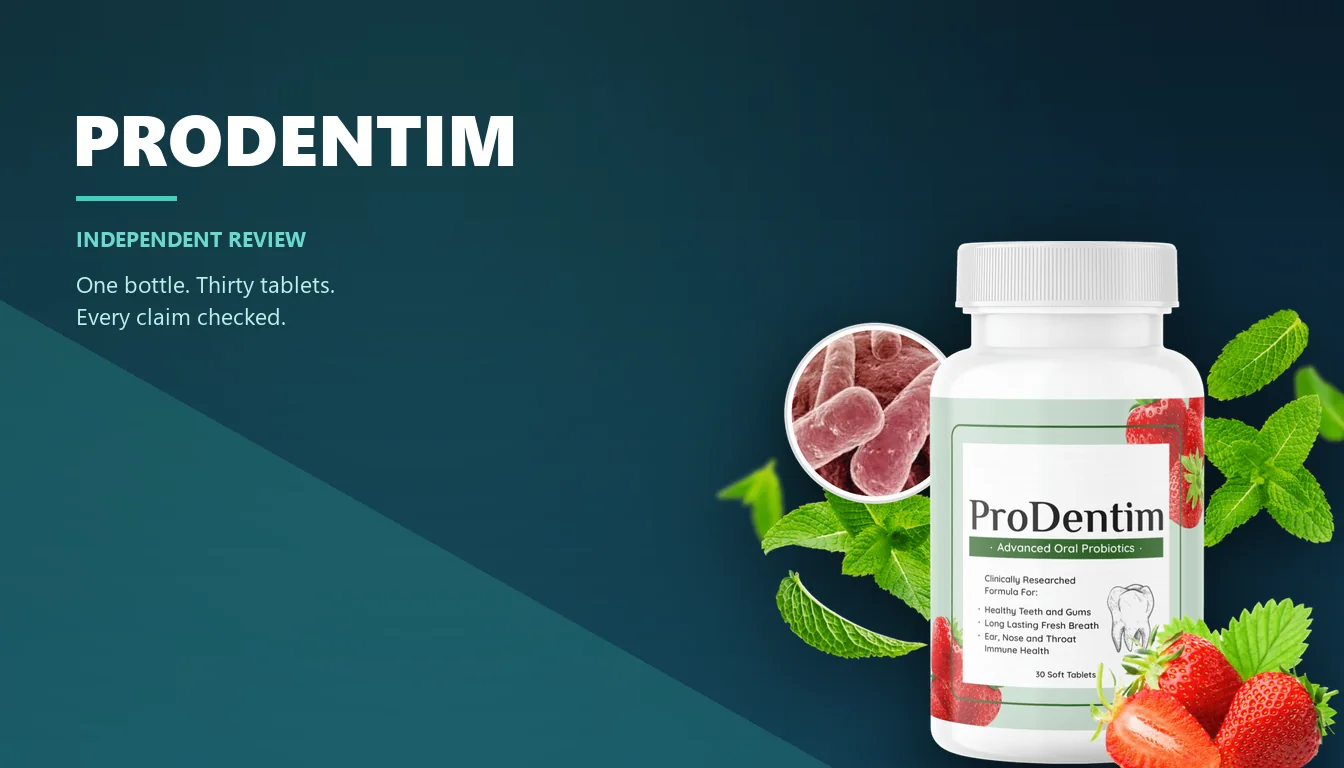 PRODENTIM
INDEPENDENT REVIEW
One bottle. Thirty tablets.
Every claim checked.
ProDentim
· Advanced Oral Probiotics ·
Clinically Researched
Formula For:
· Healthy Teeth and Gums
· Long Lasting Fresh Breath
· Ear, Nose and Throat
Immune Health
30 Soft Tablets